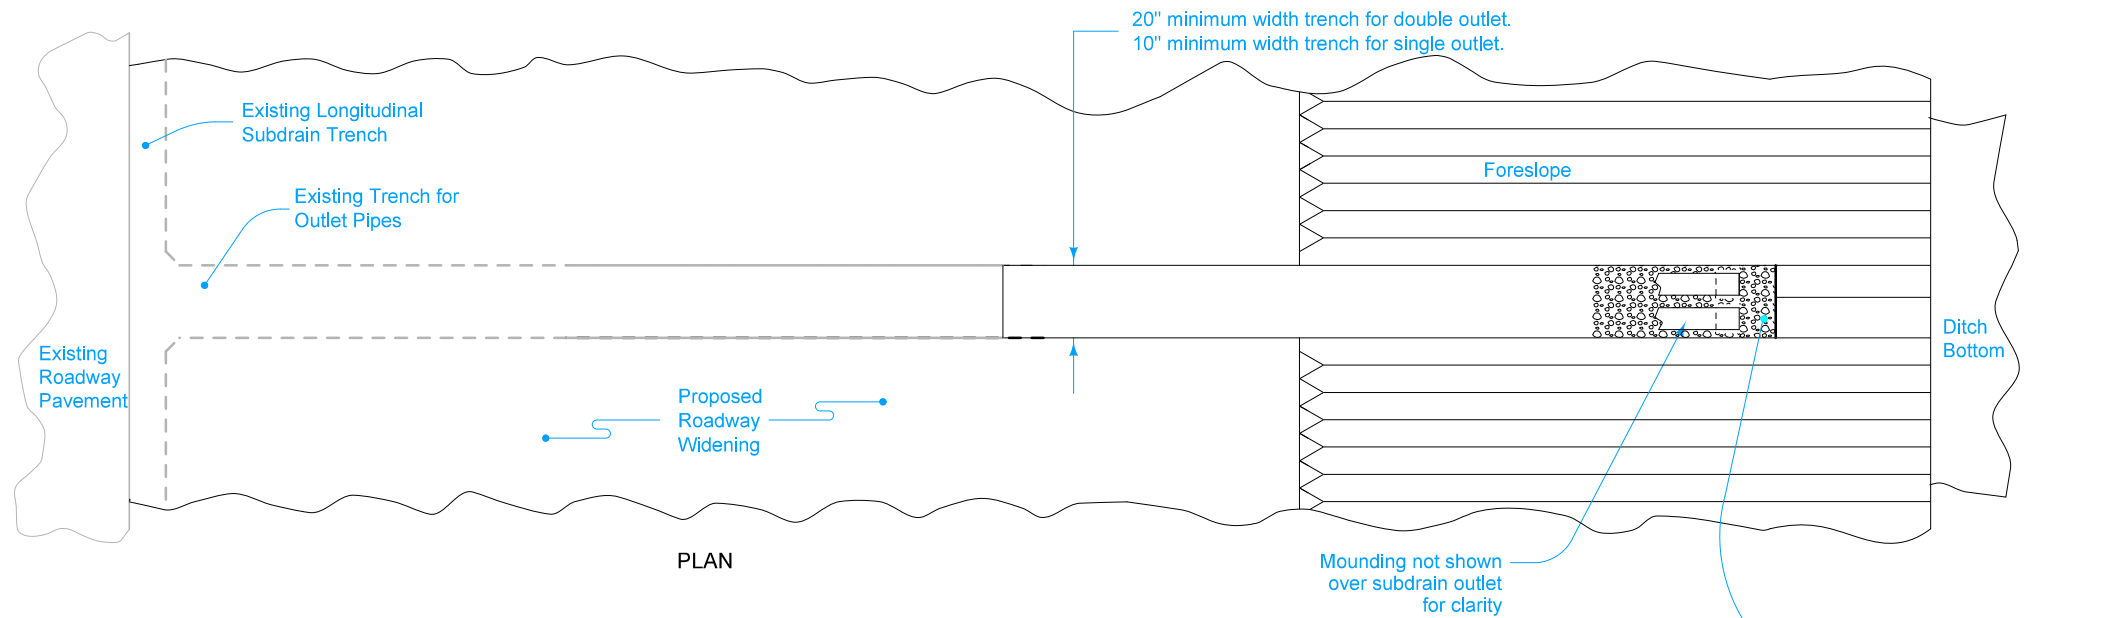 20" minimum width trench for double outlet.
10" minimum width trench for single outlet.
Existing Longitudinal
Subdrain Trench
Foreslope
Existing Trench for
Outlet Pipes
Ditch
Bottom
Existing
Roadway
Pavement
Proposed
Roadway
Widening
PLAN
Mounding not shown
over subdrain outlet
for clarity